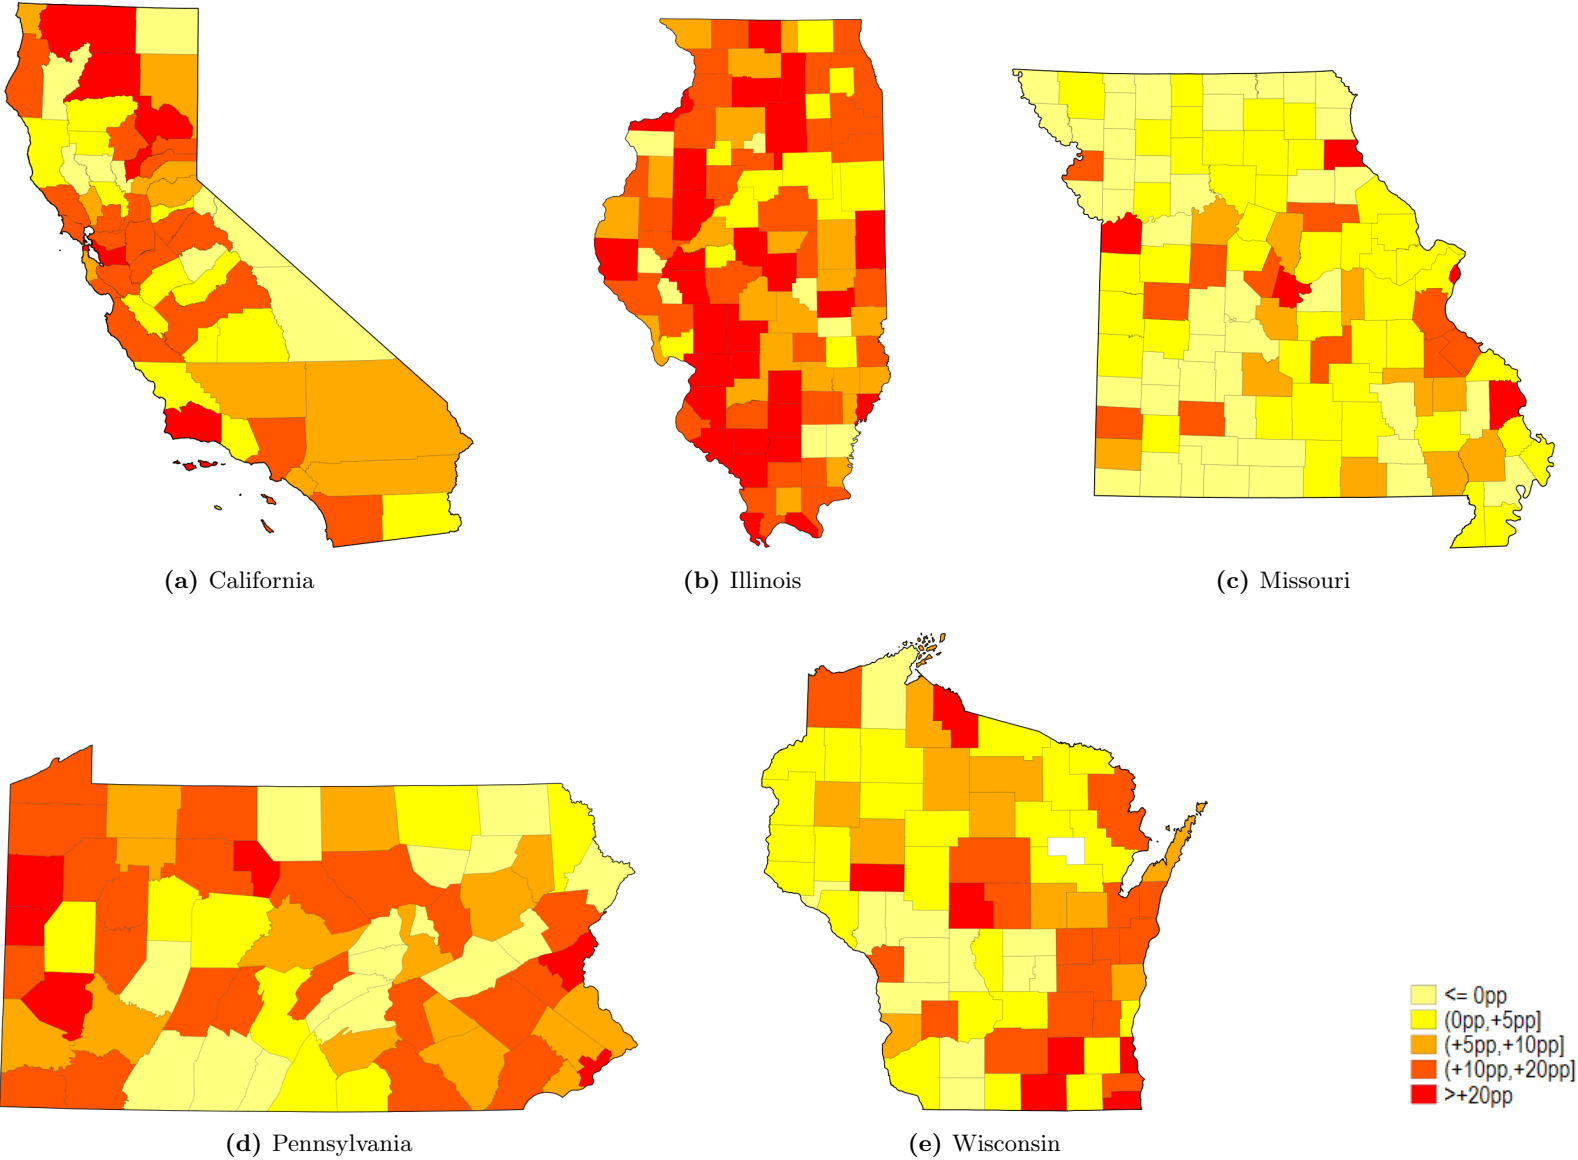 (a) California
(b) Illinois
(c) Missouri
<= 0pp
(0pp,+5pp]
(+5pp,+10pp]
(+10pp,+20pp]
>+20pp
(d) Pennsylvania
(e) Wisconsin